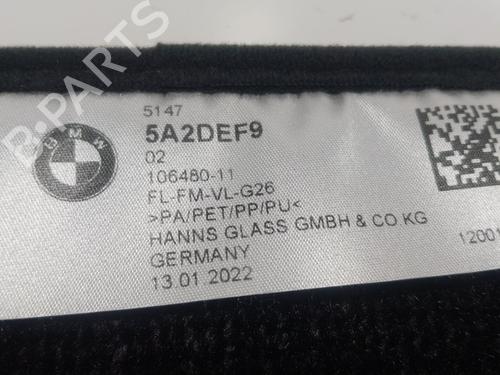 B-PARTS
BMW
5147
5A2DEF9
02
106480-11
FL-FM-VL-G26
>PA/PET/PP/PU<
HANNS GLASS GMBH & CO KG
GERMANY
13.01.2022
12001